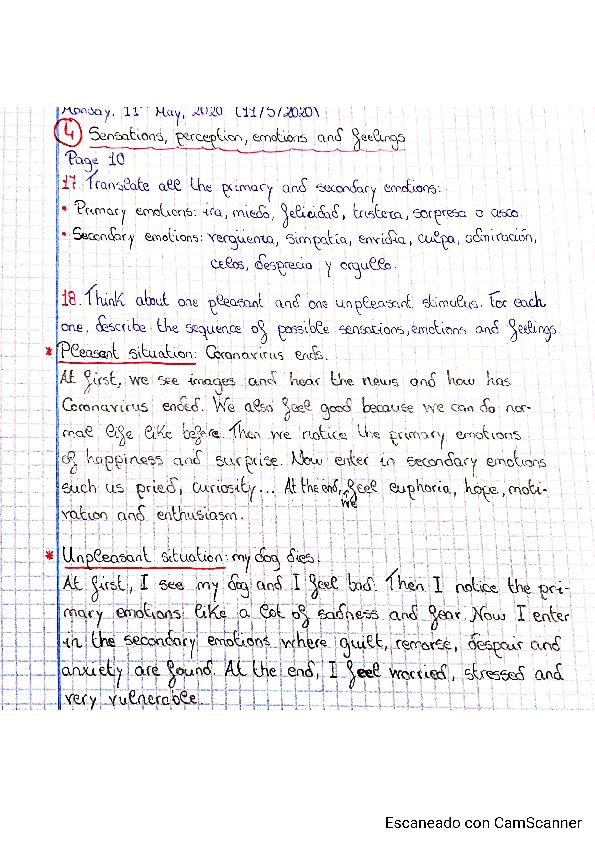 Monday, 11th May, 2020 (11/5/2020)
4 Sensations, perception, emotions and feelings
Page 10
17. Translate all the primary and secondary emotions:
• Primary emotions: ira, miedo, felicidad, tristeza, sorpresa o asco.
• Secondary emotions: vergüenza, simpatía, envidia, culpa, admiración,
celos, desprecio y orgullo.
18. Think about one pleasant and one unpleasant stimulus. For each
one, describe the sequence of possible sensations, emotions and feelings
* Pleasant situation: Coronavirus ends.
At first, we see images and hear the news and how has
Coronavirus ended. We also feel good because we can do nor-
mal life like before. Then we notice the primary emotions
of happiness and surprise. Now enter in secondary emotions
such us pried, curiosity... At the end, we feel euphoria, hope, moti-
vation and enthusiasm.
* Unpleasant situation: my dog dies.
At first, I see my dog and I feel bad. Then I notice the pri-
mary emotions like a lot of sadness and fear. Now I enter
in the secondary emotions where guilt, remorse, despair and
anxiety are found. At the end, I feel worried, stressed and
very vulnerable.
Escaneado con CamScanner